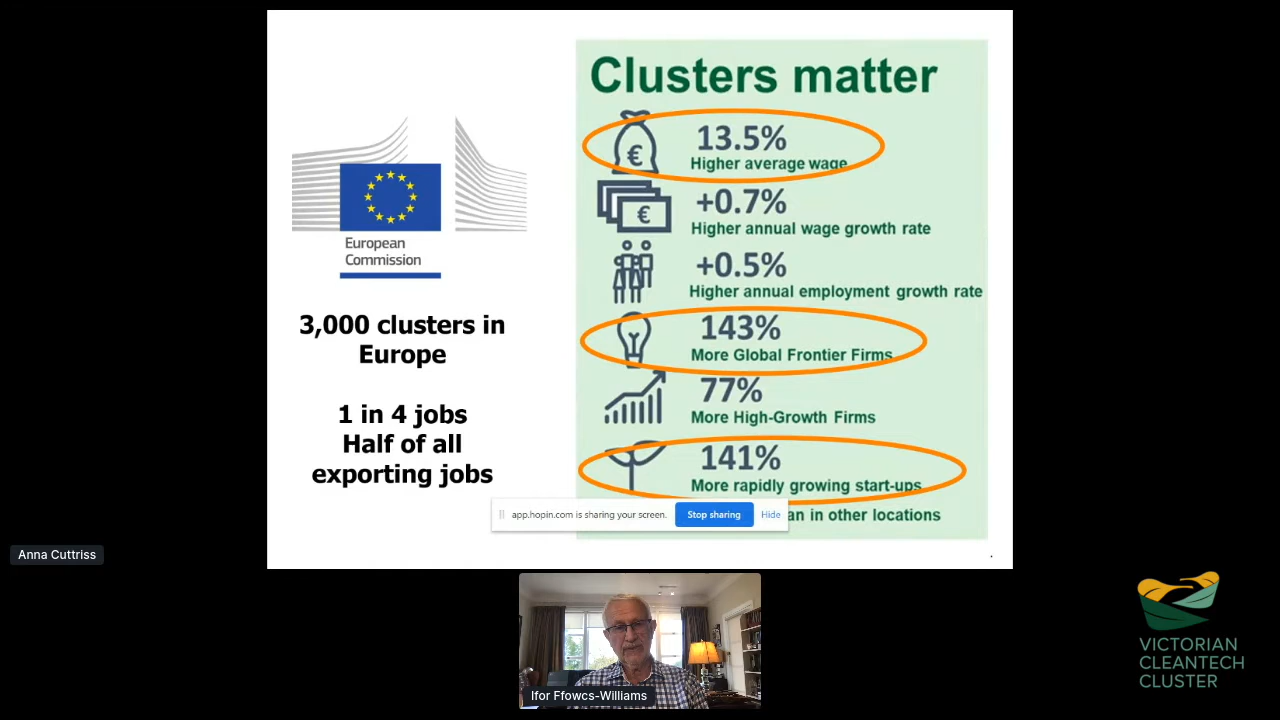 Clusters matter
13.5%
Higher average wage
+0.7%
Higher annual wage growth rate
+0.5%
Higher annual employment growth rate
143%
More Global Frontier Firms
77%
More High-Growth Firms
141%
More rapidly growing start-ups
in other locations
European
Commission
3,000 clusters in
Europe
1 in 4 jobs
Half of all
exporting jobs
app.hopin.com is sharing your screen.
Stop sharing
Hide
Anna Cuttriss
Ifor Ffowcs-Williams
VICTORIAN
CLEANTECH
CLUSTER